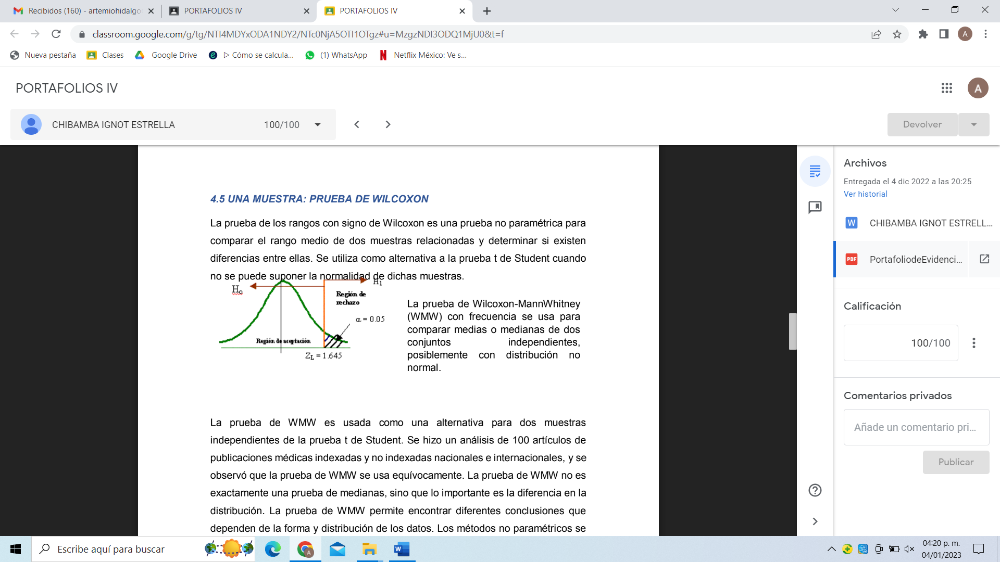 Recibidos (160) - artemiohidalgo
PORTAFOLIOS IV
PORTAFOLIOS IV
classroom.google.com/g/tg/NTI4MDYxODA1NDY2/NTc0NjA5OTI1OTgz#u=MzgzNDI3ODQ1MjU0&t=f
A
Nueva pestaña
Clases
Google Drive
▷ Cómo se calcula...
(1) WhatsApp
Netflix México: Ve s...
PORTAFOLIOS IV
A
CHIBAMBA IGNOT ESTRELLA
100/100
Devolver
4.5 UNA MUESTRA: PRUEBA DE WILCOXON
La prueba de los rangos con signo de Wilcoxon es una prueba no paramétrica para
comparar el rango medio de dos muestras relacionadas y determinar si existen
diferencias entre ellas. Se utiliza como alternativa a la prueba t de Student cuando
no se puede suponer la normalidad de dichas muestras.
H₀
H₁
Región de
rechazo
α = 0.05
Región de aceptación
Z_L = 1.645
La prueba de Wilcoxon-MannWhitney
(WMW) con frecuencia se usa para
comparar medias o medianas de dos
conjuntos independientes,
posiblemente con distribución no
normal.
La prueba de WMW es usada como una alternativa para dos muestras
independientes de la prueba t de Student. Se hizo un análisis de 100 artículos de
publicaciones médicas indexadas y no indexadas nacionales e internacionales, y se
observó que la prueba de WMW se usa equívocamente. La prueba de WMW no es
exactamente una prueba de medianas, sino que lo importante es la diferencia en la
distribución. La prueba de WMW permite encontrar diferentes conclusiones que
dependen de la forma y distribución de los datos. Los métodos no paramétricos se
Archivos
Entregada el 4 dic 2022 a las 20:25
Ver historial
W
CHIBAMBA IGNOT ESTRELL...
PDF
PortafoliodeEvidenci...
Calificación
100/100
Comentarios privados
Añade un comentario pri...
Publicar
Escribe aquí para buscar
A
W
04:20 p. m.
04/01/2023